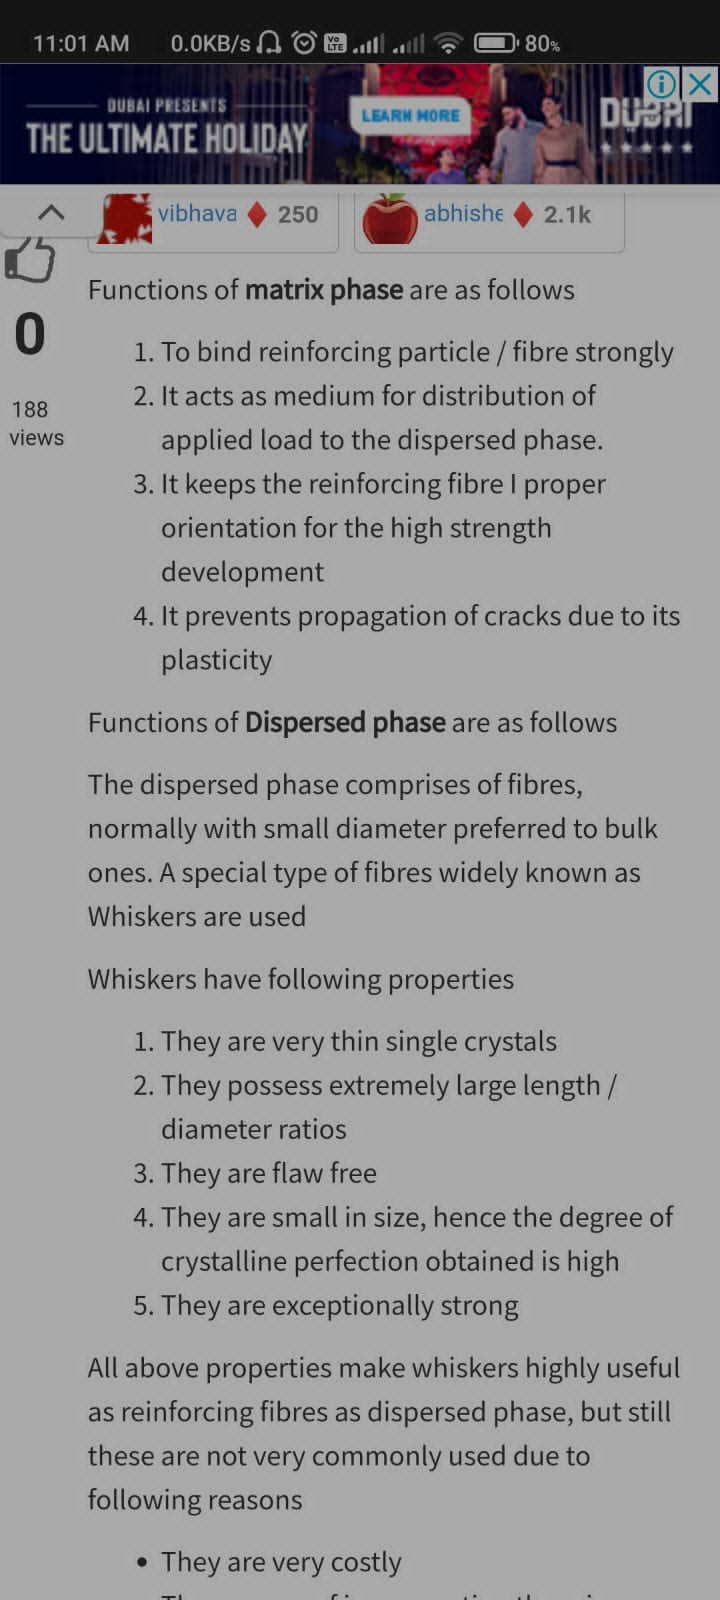 11:01 AM 0.0KB/s Vo LTE 80%
DUBAI PRESENTS
THE ULTIMATE HOLIDAY
LEARN MORE
DUBAI
vibhava 250
abhishe 2.1k
0
188
views
Functions of matrix phase are as follows
1. To bind reinforcing particle / fibre strongly
2. It acts as medium for distribution of
applied load to the dispersed phase.
3. It keeps the reinforcing fibre I proper
orientation for the high strength
development
4. It prevents propagation of cracks due to its
plasticity
Functions of Dispersed phase are as follows
The dispersed phase comprises of fibres,
normally with small diameter preferred to bulk
ones. A special type of fibres widely known as
Whiskers are used
Whiskers have following properties
1. They are very thin single crystals
2. They possess extremely large length /
diameter ratios
3. They are flaw free
4. They are small in size, hence the degree of
crystalline perfection obtained is high
5. They are exceptionally strong
All above properties make whiskers highly useful
as reinforcing fibres as dispersed phase, but still
these are not very commonly used due to
following reasons
• They are very costly